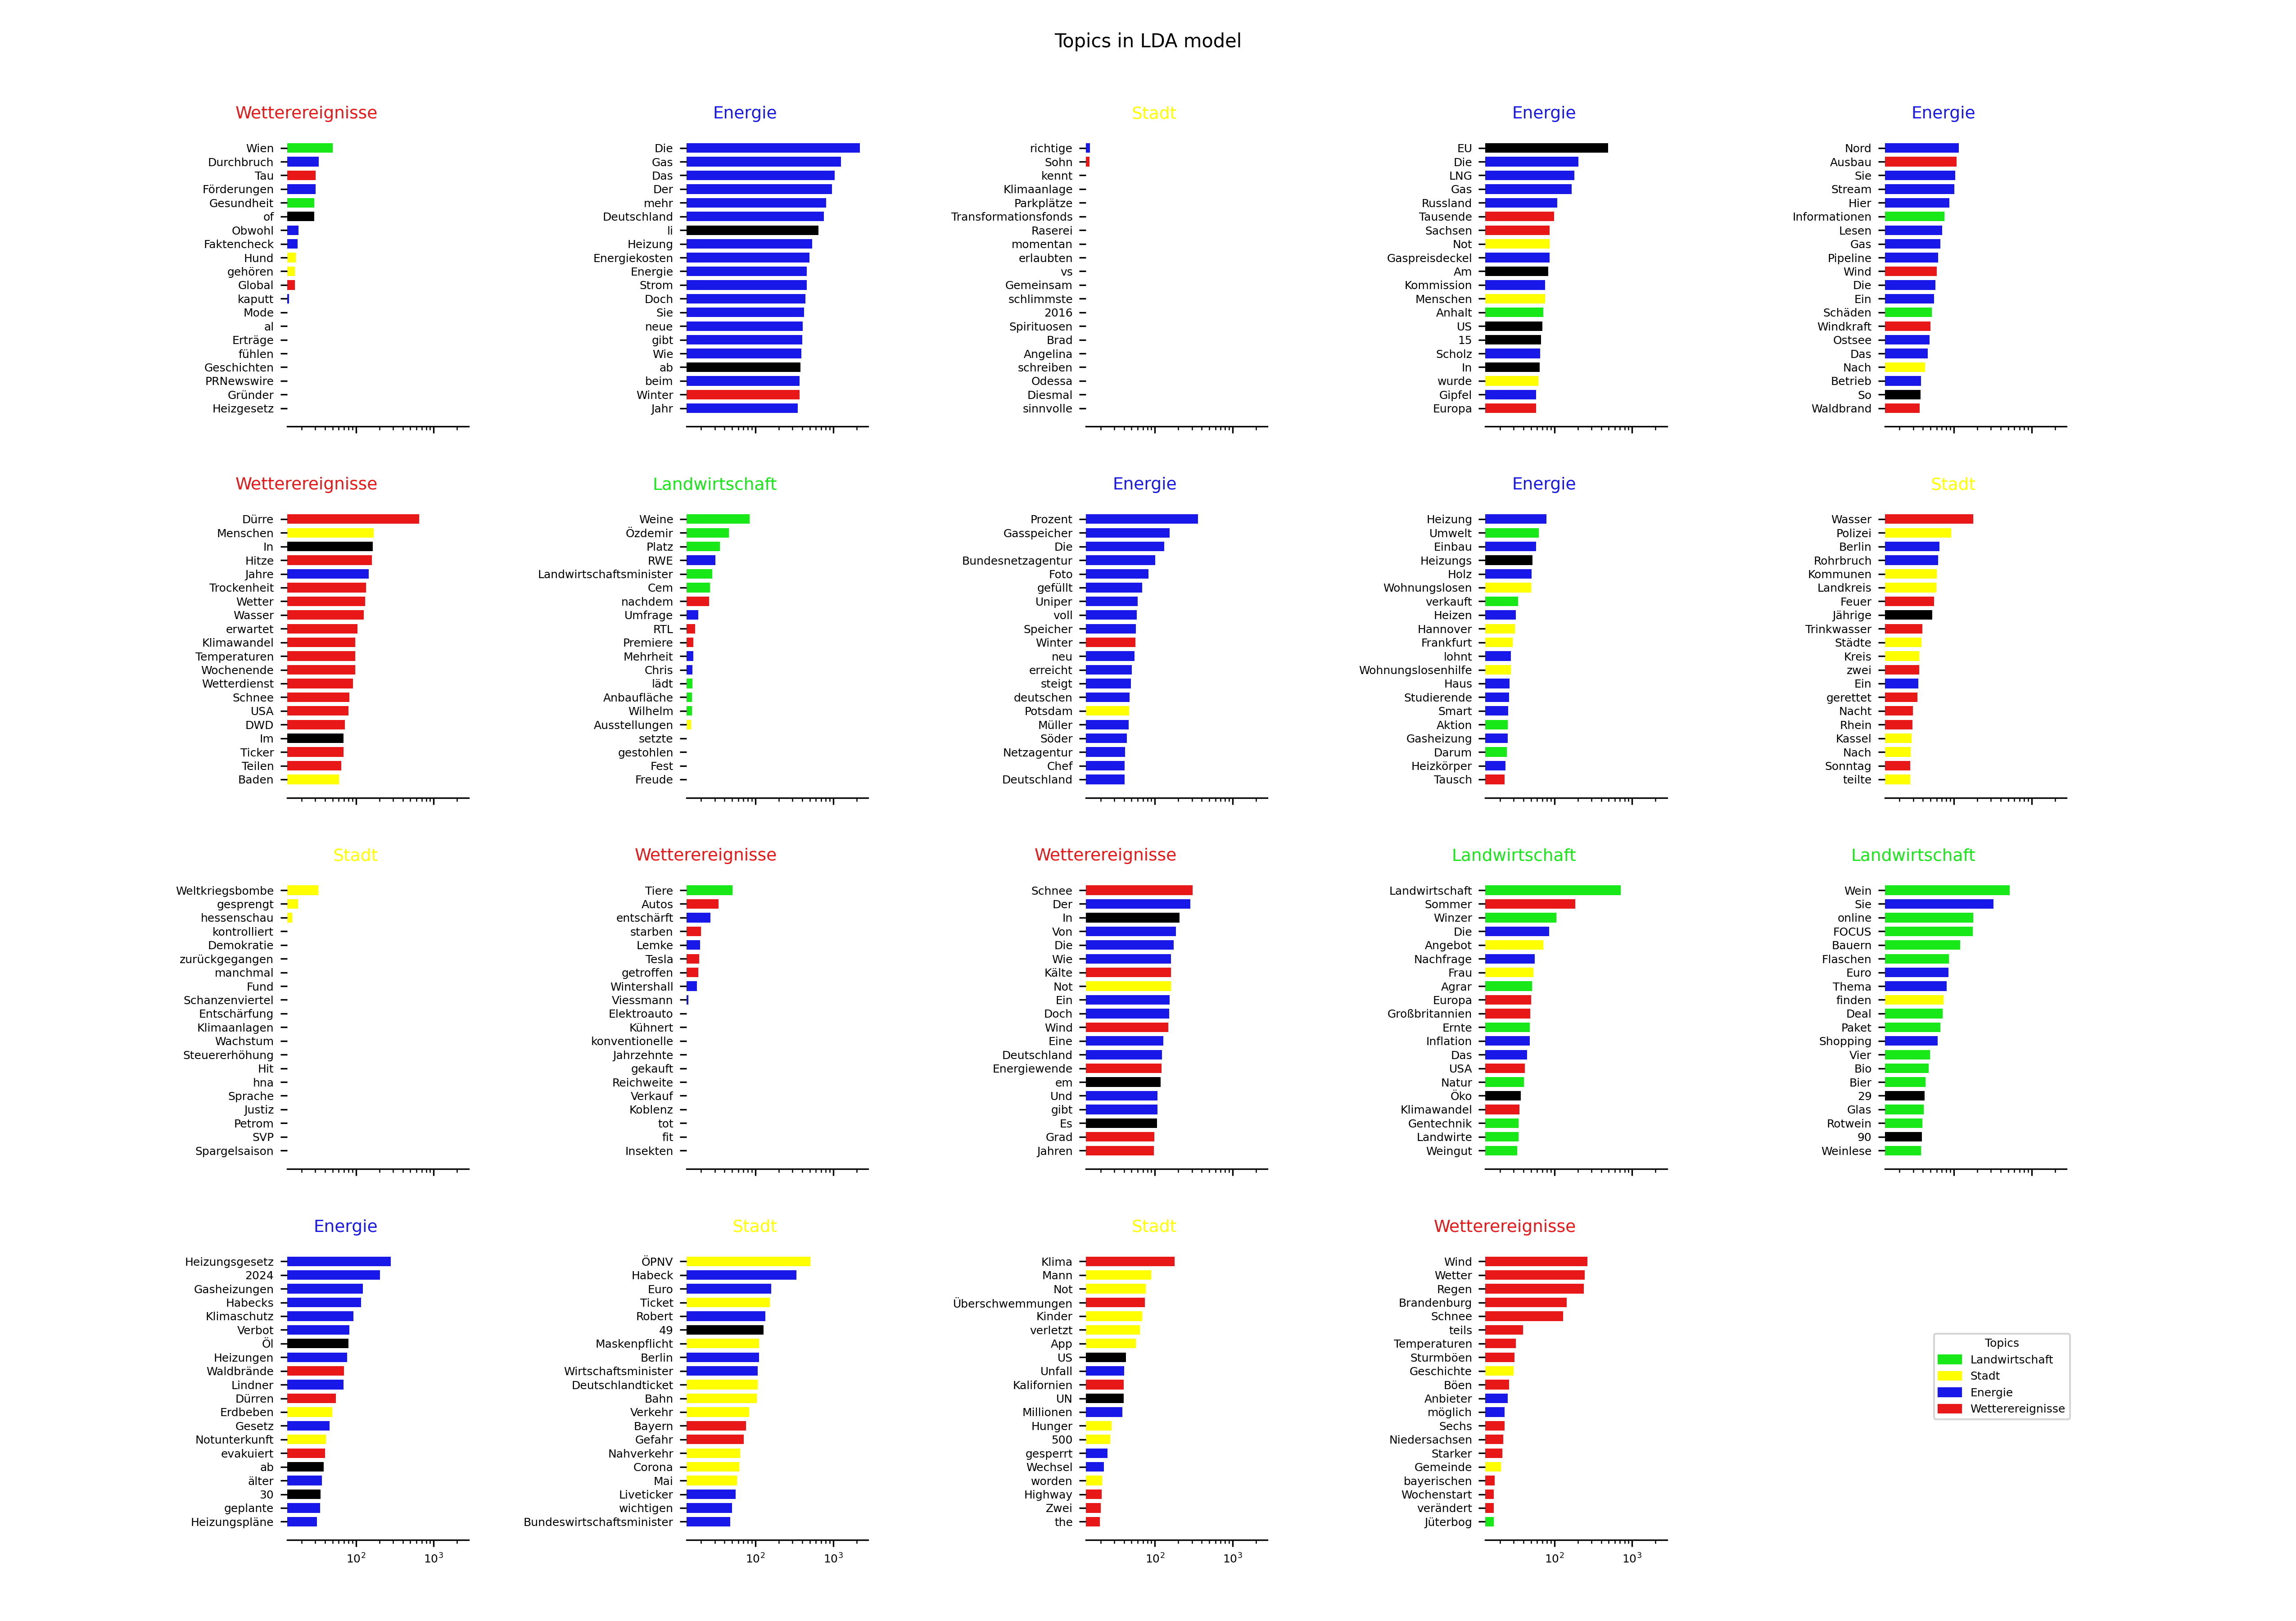 Topics in LDA model
Wetterereignisse
Wien
Durchbruch
Tau
Förderungen
Gesundheit
of
Obwohl
Faktencheck
Hund
gehören
Global
kaputt
Mode
al
Erträge
fühlen
Geschichten
PRNewswire
Gründer
Heizgesetz
Energie
Die
Gas
Das
Der
mehr
Deutschland
li
Heizung
Energiekosten
Energie
Strom
Doch
Sie
neue
gibt
Wie
ab
beim
Winter
Jahr
Stadt
richtige
Sohn
kennt
Klimaanlage
Parkplätze
Transformationsfonds
Raserei
momentan
erlaubten
vs
Gemeinsam
schlimmste
2016
Spirituosen
Brad
Angelina
schreiben
Odessa
Diesmal
sinnvolle
Energie
EU
Die
LNG
Gas
Russland
Tausende
Sachsen
Not
Gaspreisdeckel
Am
Kommission
Menschen
Anhalt
US
15
Scholz
In
wurde
Gipfel
Europa
Energie
Nord
Ausbau
Sie
Stream
Hier
Informationen
Lesen
Gas
Pipeline
Wind
Die
Ein
Schäden
Windkraft
Ostsee
Das
Nach
Betrieb
So
Waldbrand
Wetterereignisse
Dürre
Menschen
In
Hitze
Jahre
Trockenheit
Wetter
Wasser
erwartet
Klimawandel
Temperaturen
Wochenende
Wetterdienst
Schnee
USA
DWD
Im
Ticker
Teilen
Baden
Landwirtschaft
Weine
Özdemir
Platz
RWE
Landwirtschaftsminister
Cem
nachdem
Umfrage
RTL
Premiere
Mehrheit
Chris
lädt
Anbaufläche
Wilhelm
Ausstellungen
setzte
gestohlen
Fest
Freude
Energie
Prozent
Gasspeicher
Die
Bundesnetzagentur
Foto
gefüllt
Uniper
voll
Speicher
Winter
neu
erreicht
steigt
deutschen
Potsdam
Müller
Söder
Netzagentur
Chef
Deutschland
Energie
Heizung
Umwelt
Einbau
Heizungs
Holz
Wohnungslosen
verkauft
Heizen
Hannover
Frankfurt
lohnt
Wohnungslosenhilfe
Haus
Studierende
Smart
Aktion
Gasheizung
Darum
Heizkörper
Tausch
Stadt
Wasser
Polizei
Berlin
Rohrbruch
Kommunen
Landkreis
Feuer
Jährige
Trinkwasser
Städte
Kreis
zwei
Ein
gerettet
Nacht
Rhein
Kassel
Nach
Sonntag
teilte
Stadt
Weltkriegsbombe
gesprengt
hessenschau
kontrolliert
Demokratie
zurückgegangen
manchmal
Fund
Schanzenviertel
Entschärfung
Klimaanlagen
Wachstum
Steuererhöhung
Hit
hna
Sprache
Justiz
Petrom
SVP
Spargelsaison
Wetterereignisse
Tiere
Autos
entschärft
starben
Lemke
Tesla
getroffen
Wintershall
Viessmann
Elektroauto
Kühnert
konventionelle
Jahrzehnte
gekauft
Reichweite
Verkauf
Koblenz
tot
fit
Insekten
Wetterereignisse
Schnee
Der
In
Von
Die
Wie
Kälte
Not
Ein
Doch
Wind
Eine
Deutschland
Energiewende
em
Und
gibt
Es
Grad
Jahren
Landwirtschaft
Landwirtschaft
Sommer
Winzer
Die
Angebot
Nachfrage
Frau
Agrar
Europa
Großbritannien
Ernte
Inflation
Das
USA
Natur
Öko
Klimawandel
Gentechnik
Landwirte
Weingut
Landwirtschaft
Wein
Sie
online
FOCUS
Bauern
Flaschen
Euro
Thema
finden
Deal
Paket
Shopping
Vier
Bio
Bier
29
Glas
Rotwein
90
Weinlese
Energie
Heizungsgesetz
2024
Gasheizungen
Habecks
Klimaschutz
Verbot
Öl
Heizungen
Waldbrände
Lindner
Dürren
Erdbeben
Gesetz
Notunterkunft
evakuiert
ab
älter
30
geplante
Heizungspläne
10² 10³
Stadt
ÖPNV
Habeck
Euro
Ticket
Robert
49
Maskenpflicht
Berlin
Wirtschaftsminister
Deutschlandticket
Bahn
Verkehr
Bayern
Gefahr
Nahverkehr
Corona
Mai
Liveticker
wichtigen
Bundeswirtschaftsminister
10² 10³
Stadt
Klima
Mann
Not
Überschwemmungen
Kinder
verletzt
App
US
Unfall
Kalifornien
UN
Millionen
Hunger
500
gesperrt
Wechsel
worden
Highway
Zwei
the
10² 10³
Wetterereignisse
Wind
Wetter
Regen
Brandenburg
Schnee
teils
Temperaturen
Sturmböen
Geschichte
Böen
Anbieter
möglich
Sechs
Niedersachsen
Starker
Gemeinde
bayerischen
Wochenstart
verändert
Jüterbog
10² 10³
Topics
Landwirtschaft
Stadt
Energie
Wetterereignisse